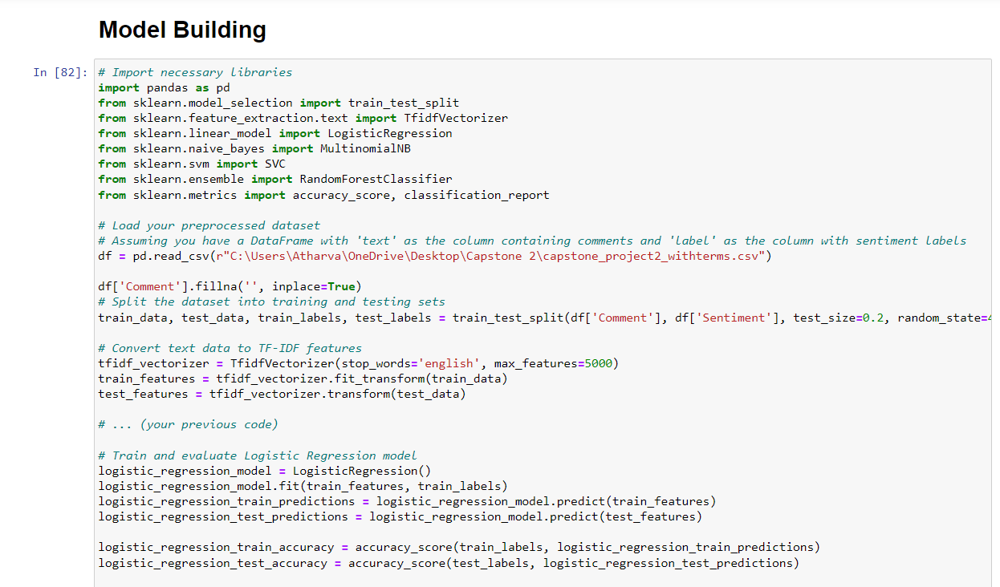 Model Building
In [82]:
# Import necessary libraries
import pandas as pd
from sklearn.model_selection import train_test_split
from sklearn.feature_extraction.text import TfidfVectorizer
from sklearn.linear_model import LogisticRegression
from sklearn.naive_bayes import MultinomialNB
from sklearn.svm import SVC
from sklearn.ensemble import RandomForestClassifier
from sklearn.metrics import accuracy_score, classification_report
# Load your preprocessed dataset
# Assuming you have a DataFrame with 'text' as the column containing comments and 'label' as the column with sentiment labels
df = pd.read_csv(r"C:\Users\Atharva\OneDrive\Desktop\Capstone 2\capstone_project2_withterms.csv")
df['Comment'].fillna('', inplace=True)
# Split the dataset into training and testing sets
train_data, test_data, train_labels, test_labels = train_test_split(df['Comment'], df['Sentiment'], test_size=0.2, random_state=
# Convert text data to TF-IDF features
tfidf_vectorizer = TfidfVectorizer(stop_words='english', max_features=5000)
train_features = tfidf_vectorizer.fit_transform(train_data)
test_features = tfidf_vectorizer.transform(test_data)
# ... (your previous code)
# Train and evaluate Logistic Regression model
logistic_regression_model = LogisticRegression()
logistic_regression_model.fit(train_features, train_labels)
logistic_regression_train_predictions = logistic_regression_model.predict(train_features)
logistic_regression_test_predictions = logistic_regression_model.predict(test_features)
logistic_regression_train_accuracy = accuracy_score(train_labels, logistic_regression_train_predictions)
logistic_regression_test_accuracy = accuracy_score(test_labels, logistic_regression_test_predictions)